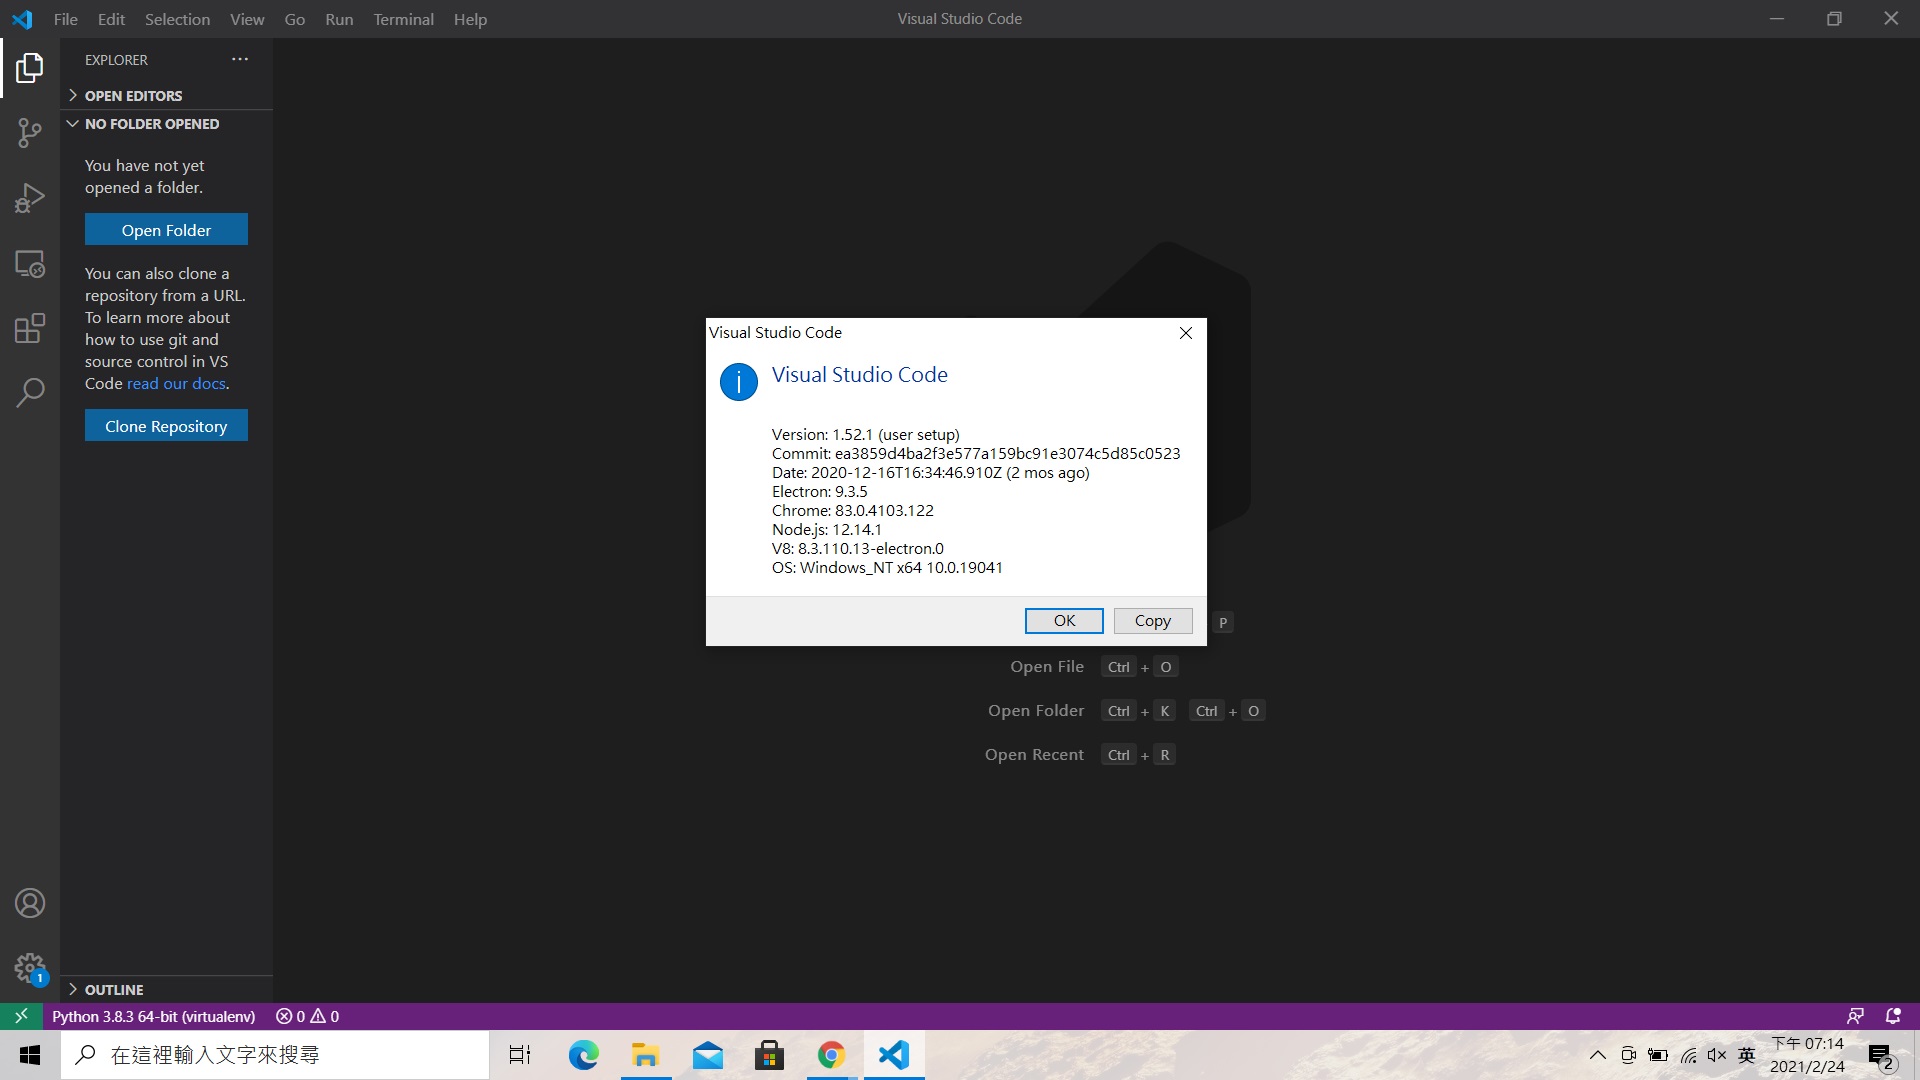 File Edit Selection View Go Run Terminal Help
Visual Studio Code
EXPLORER
OPEN EDITORS
NO FOLDER OPENED
You have not yet
opened a folder.
Open Folder
You can also clone a
repository from a URL.
To learn more about
how to use git and
source control in VS
Code read our docs.
Clone Repository
OUTLINE
Visual Studio Code
Visual Studio Code
Version: 1.52.1 (user setup)
Commit: ea3859d4ba2f3e577a159bc91e3074c5d85c0523
Date: 2020-12-16T16:34:46.910Z (2 mos ago)
Electron: 9.3.5
Chrome: 83.0.4103.122
Node.js: 12.14.1
V8: 8.3.110.13-electron.0
OS: Windows_NT x64 10.0.19041
OK Copy
P
Open File Ctrl + O
Open Folder Ctrl + K Ctrl + O
Open Recent Ctrl + R
1
Python 3.8.3 64-bit (virtualenv) 0 0
在這裡輸入文字來搜尋
英
下午 07:14
2021/2/24
2